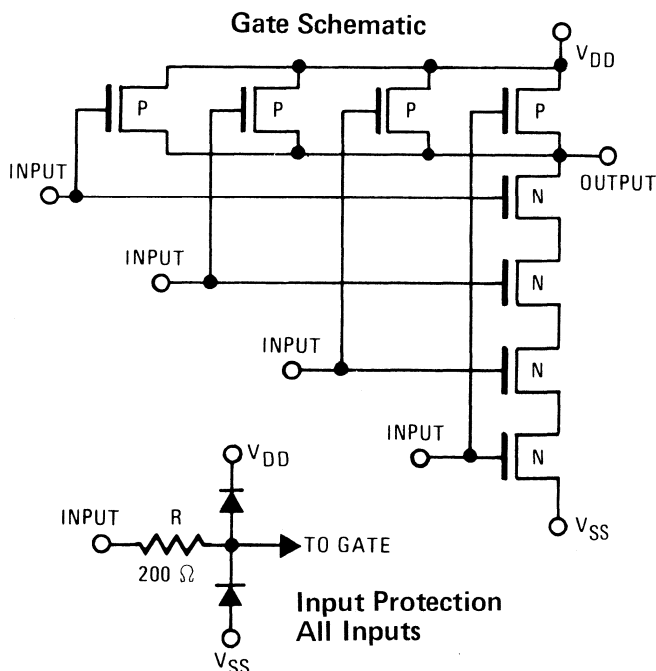 Gate Schematic
VDD
P
P
P
P
INPUT
OUTPUT
N
INPUT
N
INPUT
N
INPUT
N
VSS
VDD
INPUT
R
TO GATE
200 Ω
Input Protection
All Inputs
VSS